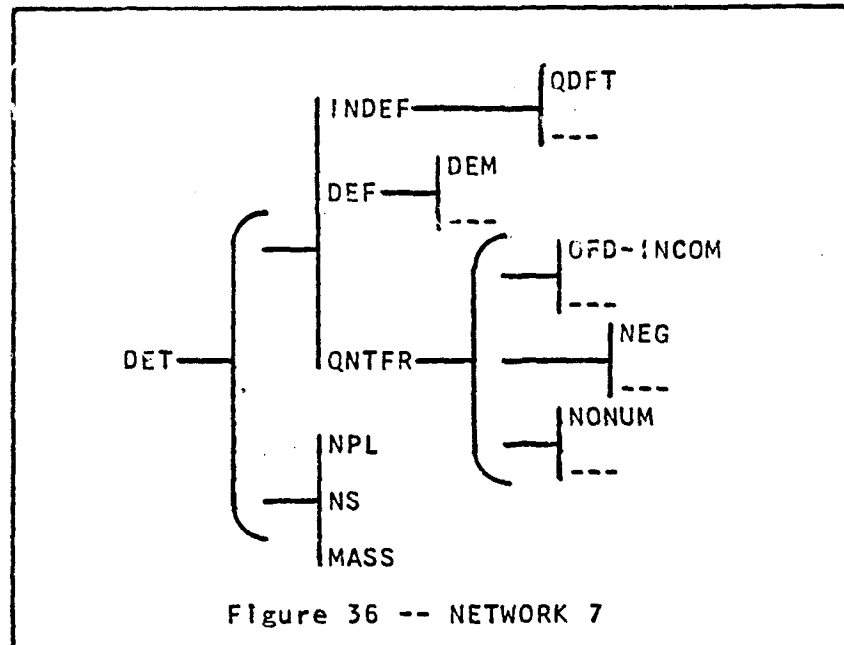 QDFT
INDEF
---
DEM
DEF
---
OFD-INCOM
---
NEG
DET QNTFR
---
NONUM
---
NPL
NS
MASS
Figure 36 -- NETWORK 7